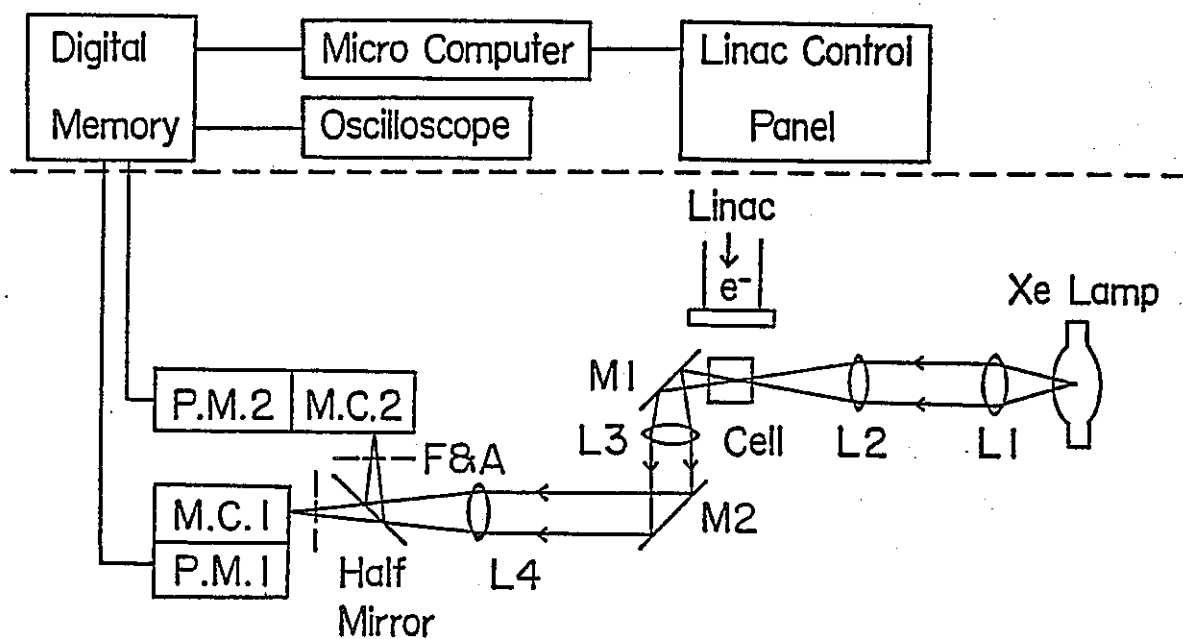 Digital
Memory
Micro Computer
Oscilloscope
Linac Control
Panel
Linac
e⁻
Xe Lamp
M1
P.M.2
M.C.2
L3
Cell
L2
L1
F&A
M.C.1
P.M.1
M2
L4
Half
Mirror